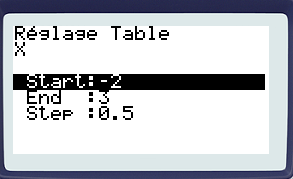 Réglage Table
X
Start:-2
End  :3
Step :0.5